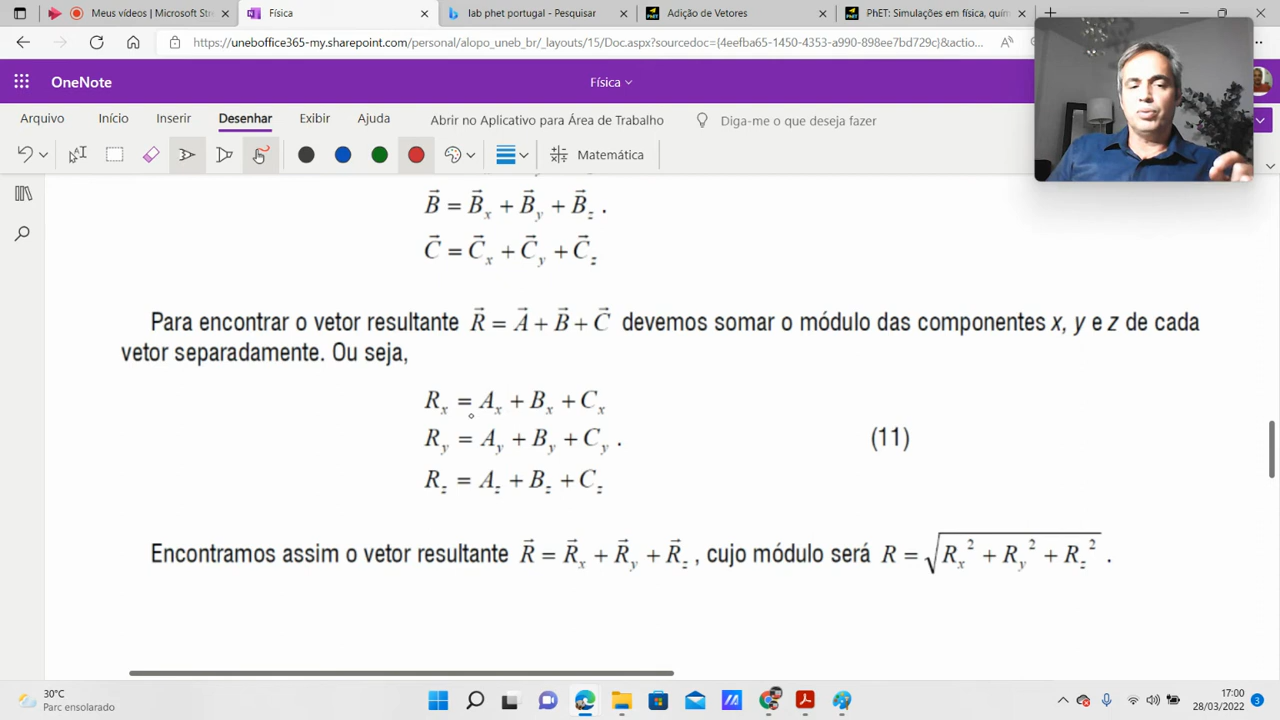 Meus vídeos | Microsoft Str
Física
lab phet portugal - Pesquisar
Adição de Vetores
PhET: Simulações em física, quím
https://uneboffice365-my.sharepoint.com/personal/alopo_uneb_br/_layouts/15/Doc.aspx?sourcedoc={4eefba65-1450-4353-a990-898ee7bd729c}&actio...
OneNote
Física
Arquivo Início Inserir Desenhar Exibir Ajuda Abrir no Aplicativo para Área de Trabalho Diga-me o que deseja fazer
Matemática
B⃗ = B⃗x + B⃗y + B⃗z .
C⃗ = C⃗x + C⃗y + C⃗z
Para encontrar o vetor resultante R⃗ = A⃗ + B⃗ + C⃗ devemos somar o módulo das componentes x, y e z de cada
vetor separadamente. Ou seja,
Rx = Ax + Bx + Cx
Ry = Ay + By + Cy . (11)
Rz = Az + Bz + Cz
Encontramos assim o vetor resultante R⃗ = R⃗x + R⃗y + R⃗z , cujo módulo será R = √(Rx² + Ry² + Rz²) .
30°C
Parc ensolarado
17:00
28/03/2022
3